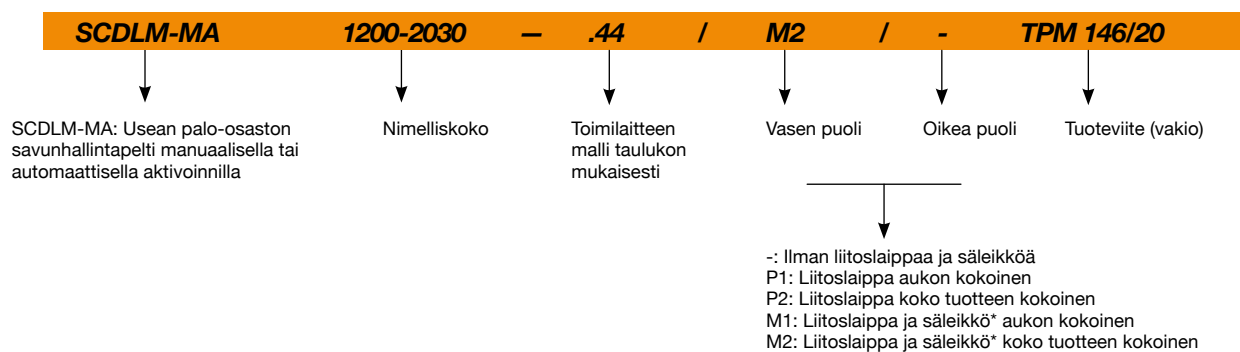 SCDLM-MA 1200-2030 — .44 / M2 / - TPM 146/20
SCDLM-MA: Usean palo-osaston
savunhallintapelti manuaalisella tai
automaattisella aktivoinnilla
Nimelliskoko
Toimilaitteen
malli taulukon
mukaisesti
Vasen puoli
Oikea puoli
Tuoteviite (vakio)
-: Ilman liitoslaippaa ja säleikköä
P1: Liitoslaippa aukon kokoinen
P2: Liitoslaippa koko tuotteen kokoinen
M1: Liitoslaippa ja säleikkö* aukon kokoinen
M2: Liitoslaippa ja säleikkö* koko tuotteen kokoinen